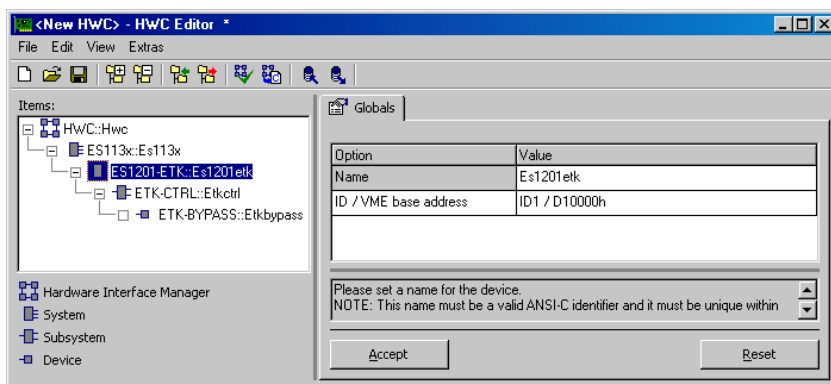 <New HWC> - HWC Editor *
File Edit View Extras
Items:
HWC::Hwc
ES113x::Es113x
ES1201-ETK::Es1201etk
ETK-CTRL::Etkctrl
ETK-BYPASS::Etkbypass
Hardware Interface Manager
System
Subsystem
Device
Globals
Option Value
Name Es1201etk
ID / VME base address ID1 / D10000h
Please set a name for the device.
NOTE: This name must be a valid ANSI-C identifier and it must be unique within
Accept Reset